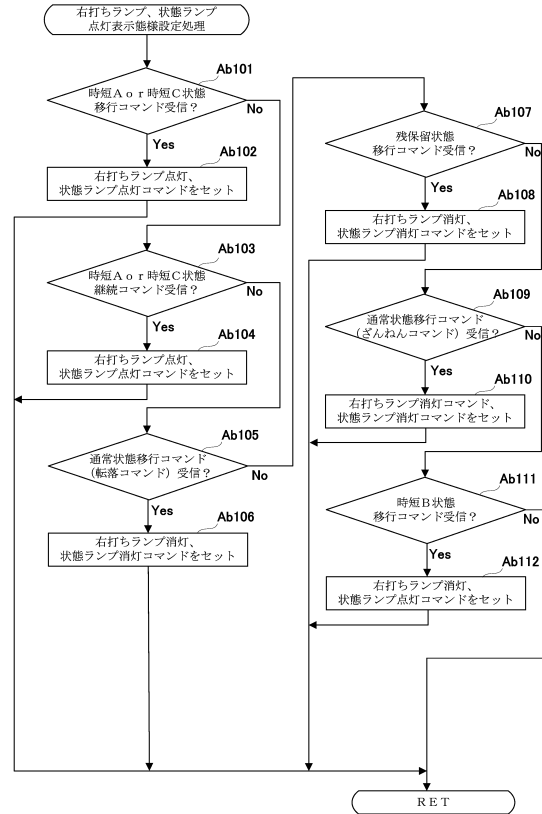 右打ちランプ、状態ランプ
点灯表示態様設定処理
Ab101
時短Aor時短C状態
移行コマンド受信？
No
Yes
Ab102
右打ちランプ点灯、
状態ランプ点灯コマンドをセット
Ab103
時短Aor時短C状態
継続コマンド受信？
No
Yes
Ab104
右打ちランプ点灯、
状態ランプ点灯コマンドをセット
Ab105
通常状態移行コマンド
（転落コマンド）受信？
No
Yes
Ab106
右打ちランプ消灯、
状態ランプ消灯コマンドをセット
Ab107
残保留状態
移行コマンド受信？
No
Yes
Ab108
右打ちランプ消灯、
状態ランプ消灯コマンドをセット
Ab109
通常状態移行コマンド
（ざんねんコマンド）受信？
No
Yes
Ab110
右打ちランプ消灯コマンド、
状態ランプ消灯コマンドをセット
Ab111
時短B状態
移行コマンド受信？
No
Yes
Ab112
右打ちランプ消灯、
状態ランプ点灯コマンドをセット
RET